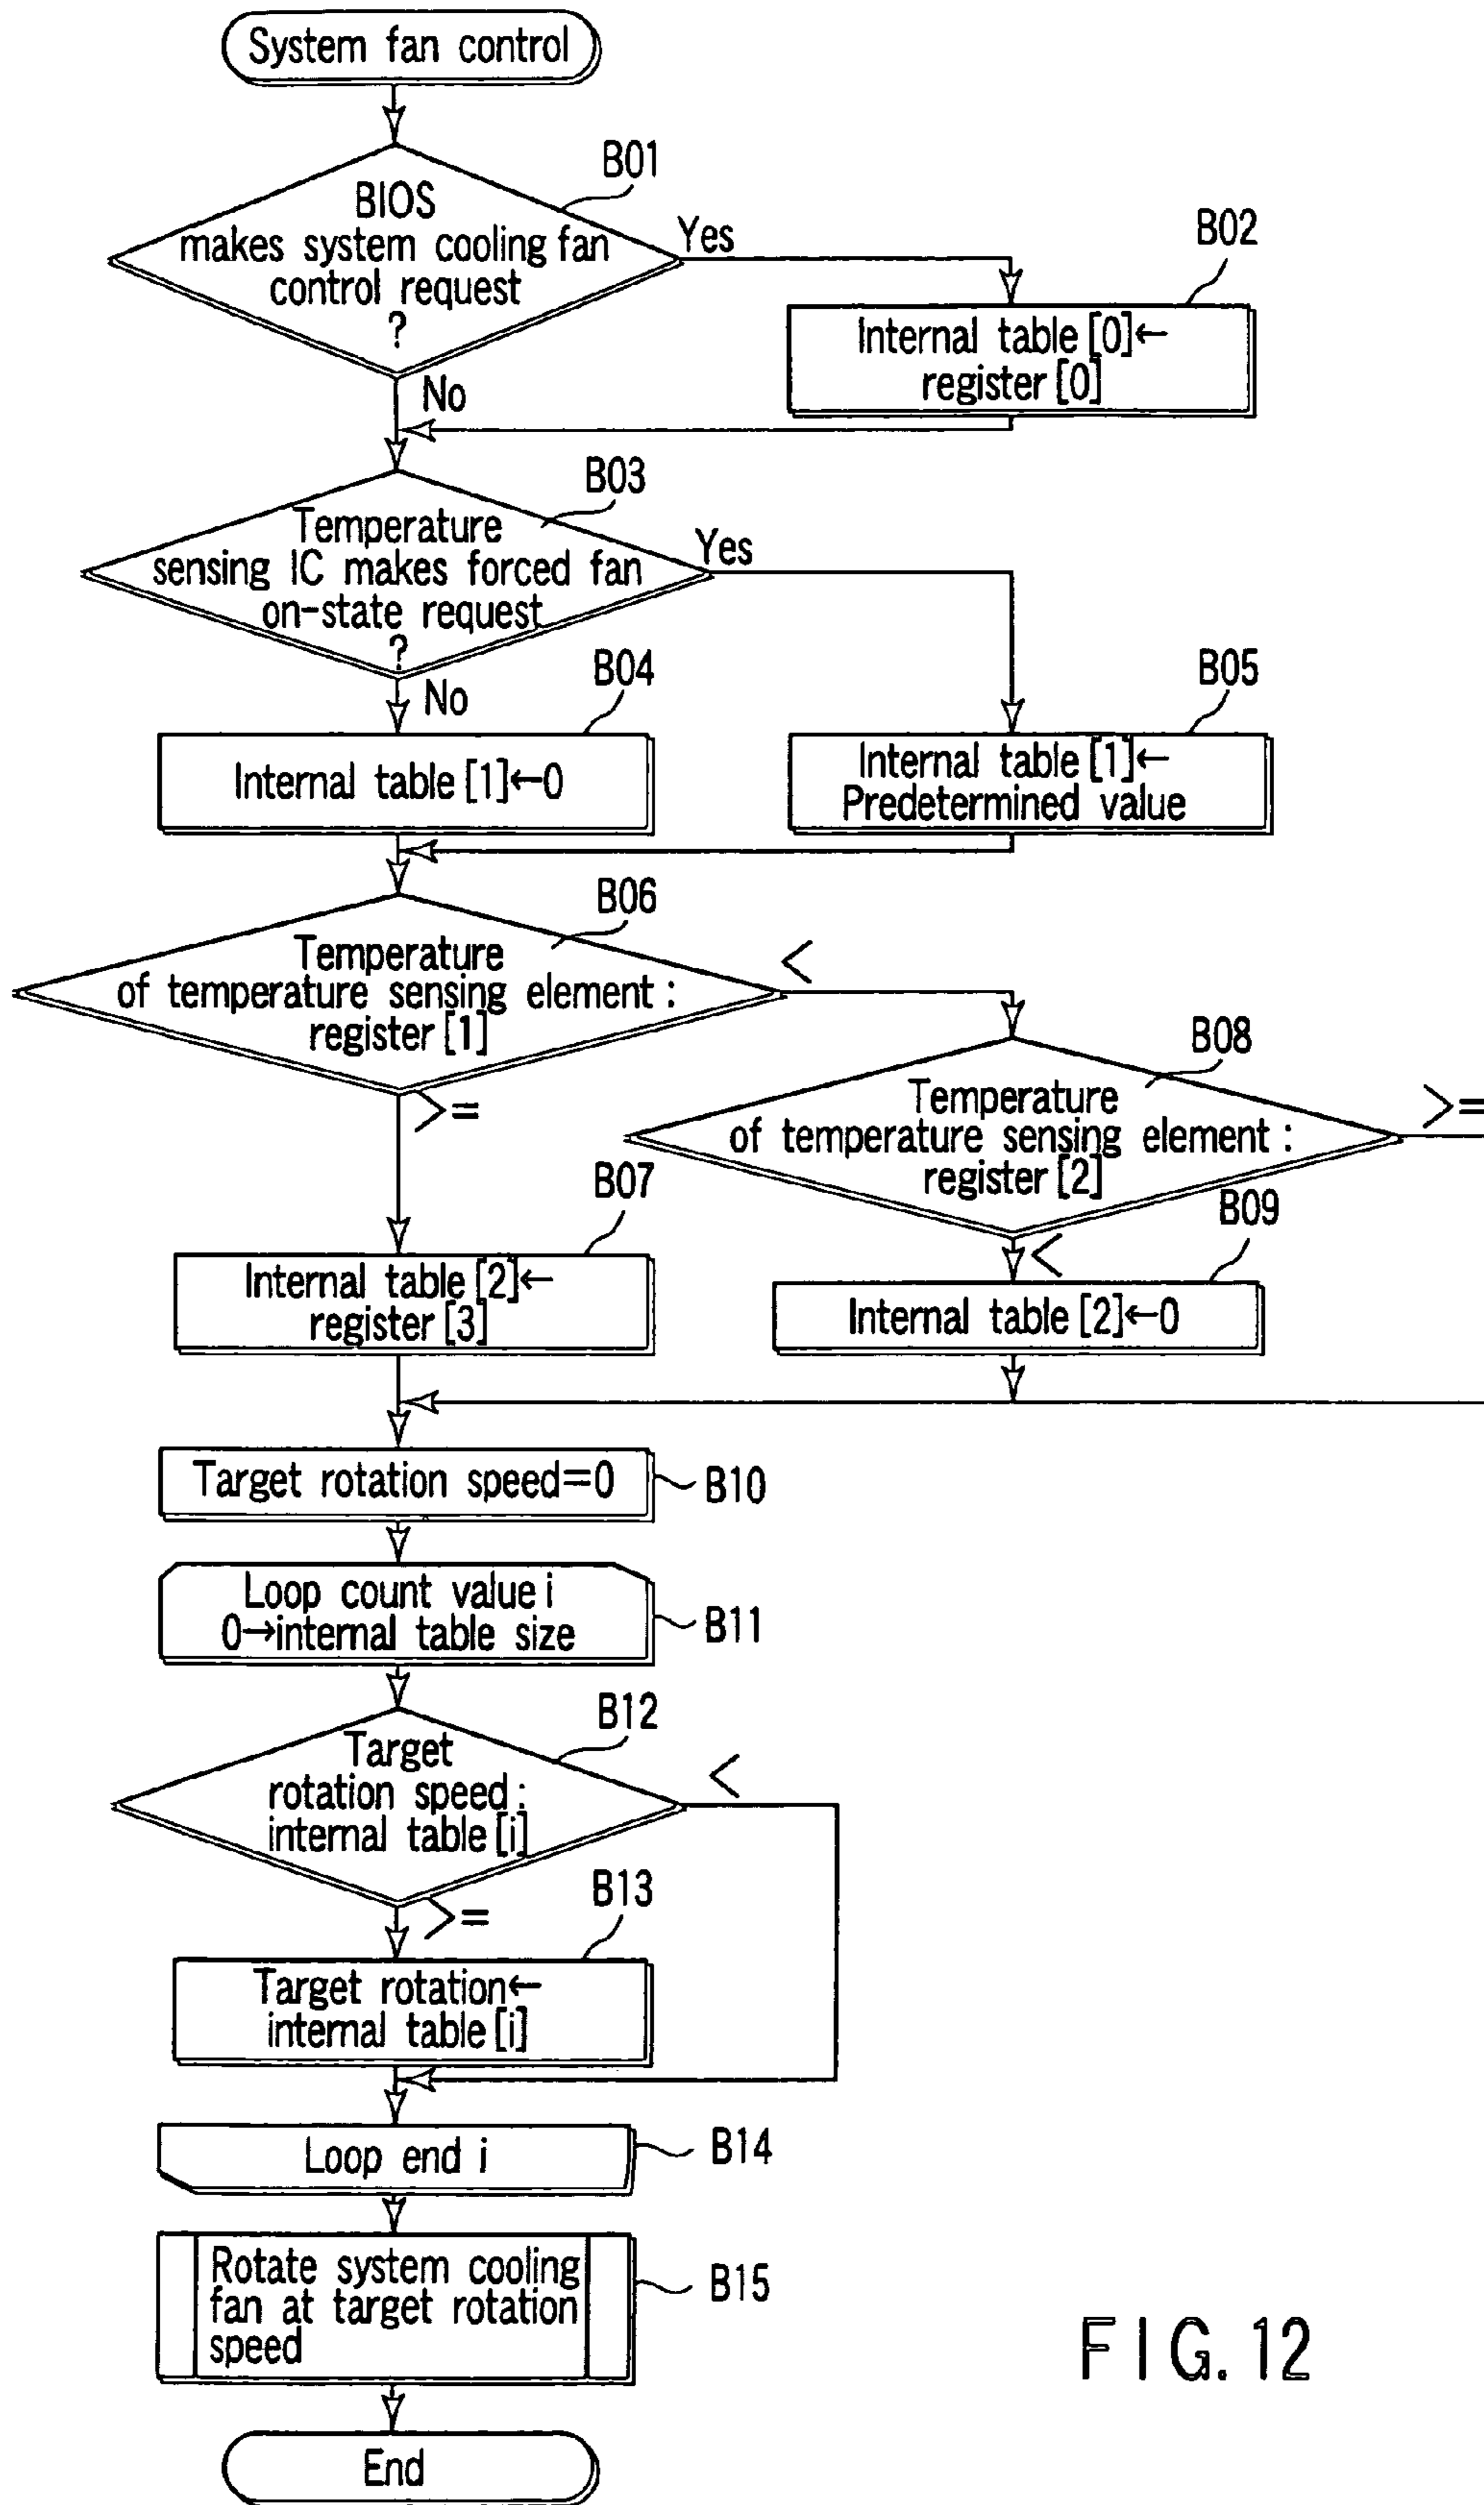 System fan control
B01
BIOS
makes system cooling fan
control request
?
Yes
No
B02
Internal table [0]←
register [0]
B03
Temperature
sensing IC makes forced fan
on-state request
?
Yes
No
B04
Internal table [1]←0
B05
Internal table [1]←
Predetermined value
B06
Temperature
of temperature sensing element :
register [1]
<
>=
B08
Temperature
of temperature sensing element :
register [2]
>=
<
B07
Internal table [2]←
register [3]
B09
Internal table [2]←0
Target rotation speed=0
B10
Loop count value i
0→internal table size
B11
B12
Target
rotation speed :
internal table [i]
<
>=
B13
Target rotation←
internal table [i]
Loop end i
B14
Rotate system cooling
fan at target rotation
speed
B15
End
FIG. 12